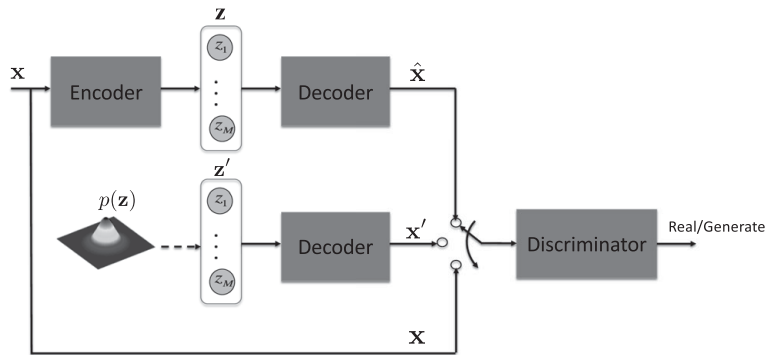 z
x
Encoder
z₁
z_M
Decoder
x̂
z′
p(z)
z₁
z_M
Decoder
x′
Discriminator
Real/Generate
x